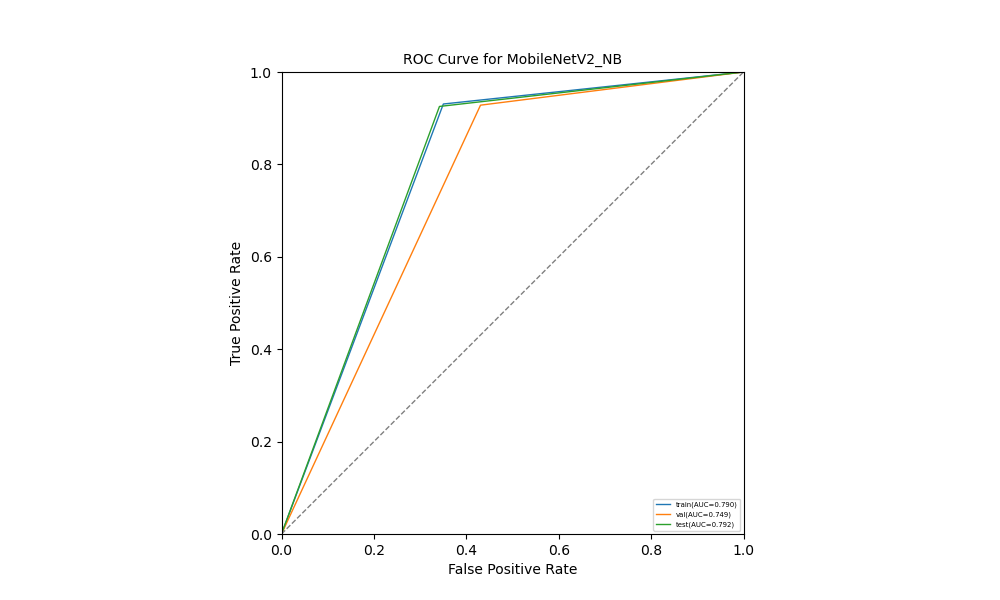 ROC Curve for MobileNetV2_NB
1.0
0.8
0.6
0.4
0.2
0.0
True Positive Rate
0.0 0.2 0.4 0.6 0.8 1.0
False Positive Rate
train(AUC=0.790)
val(AUC=0.749)
test(AUC=0.792)